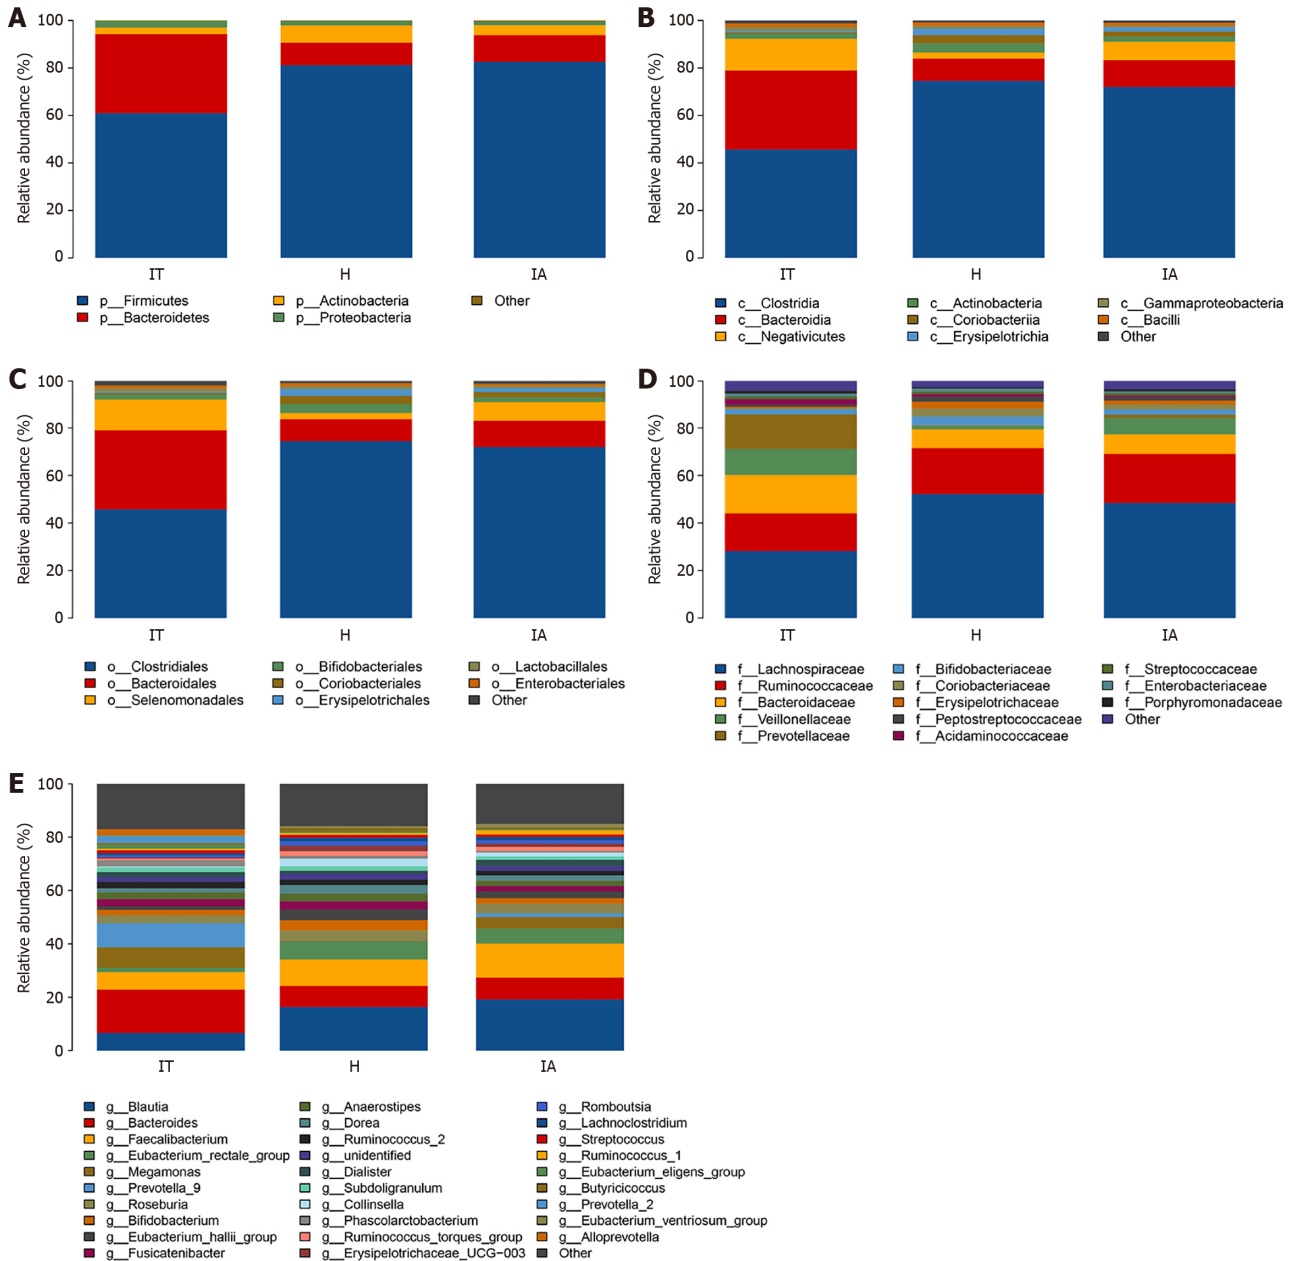 A
Relative abundance (%)
100
80
60
40
20
0
IT
H
IA
p__Firmicutes
p__Bacteroidetes
p__Actinobacteria
p__Proteobacteria
Other
B
Relative abundance (%)
100
80
60
40
20
0
IT
H
IA
c__Clostridia
c__Bacteroidia
c__Negativicutes
c__Actinobacteria
c__Coriobacteriia
c__Erysipelotrichia
c__Gammaproteobacteria
c__Bacilli
Other
C
Relative abundance (%)
100
80
60
40
20
0
IT
H
IA
o__Clostridiales
o__Bacteroidales
o__Selenomonadales
o__Bifidobacteriales
o__Coriobacteriales
o__Erysipelotrichales
o__Lactobacillales
o__Enterobacteriales
Other
D
Relative abundance (%)
100
80
60
40
20
0
IT
H
IA
f__Lachnospiraceae
f__Ruminococcaceae
f__Bacteroidaceae
f__Veillonellaceae
f__Prevotellaceae
f__Bifidobacteriaceae
f__Coriobacteriaceae
f__Erysipelotrichaceae
f__Peptostreptococcaceae
f__Acidaminococcaceae
f__Streptococcaceae
f__Enterobacteriaceae
f__Porphyromonadaceae
Other
E
Relative abundance (%)
100
80
60
40
20
0
IT
H
IA
g__Blautia
g__Bacteroides
g__Faecalibacterium
g__Eubacterium_rectale_group
g__Megamonas
g__Prevotella_9
g__Roseburia
g__Bifidobacterium
g__Eubacterium_hallii_group
g__Fusicatenibacter
g__Anaerostipes
g__Dorea
g__Ruminococcus_2
g__unidentified
g__Dialister
g__Subdoligranulum
g__Collinsella
g__Phascolarctobacterium
g__Ruminococcus_torques_group
g__Erysipelotrichaceae_UCG−003
g__Romboutsia
g__Lachnoclostridium
g__Streptococcus
g__Ruminococcus_1
g__Eubacterium_eligens_group
g__Butyricicoccus
g__Prevotella_2
g__Eubacterium_ventriosum_group
g__Alloprevotella
Other